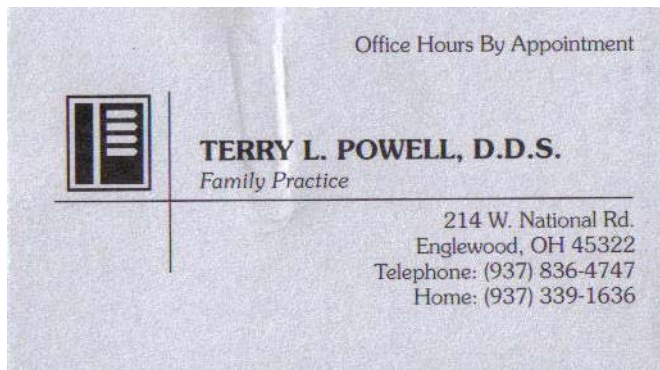 Office Hours By Appointment
TERRY L. POWELL, D.D.S.
Family Practice
214 W. National Rd.
Englewood, OH 45322
Telephone: (937) 836-4747
Home: (937) 339-1636